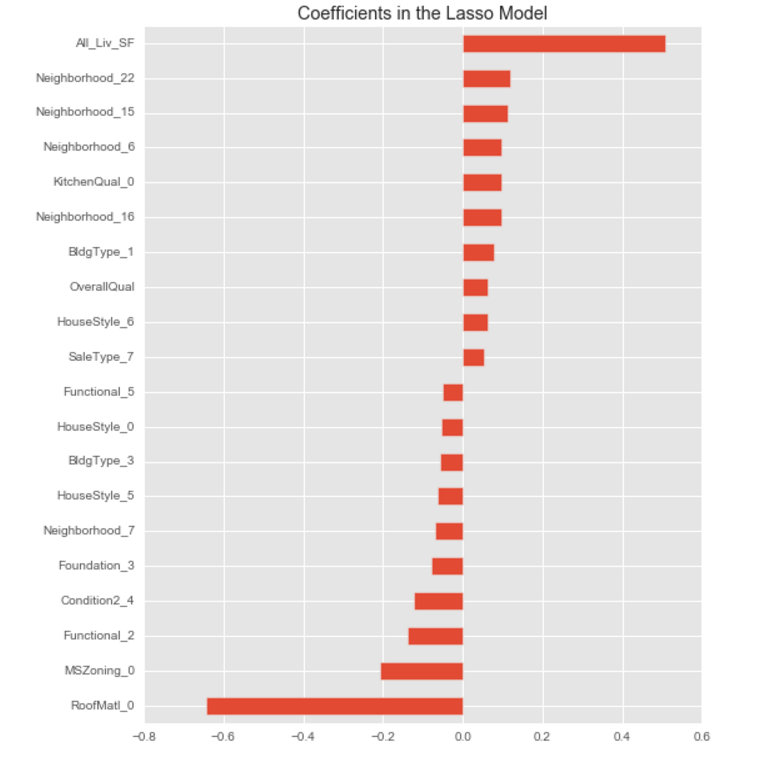 Coefficients in the Lasso Model
All_Liv_SF
Neighborhood_22
Neighborhood_15
Neighborhood_6
KitchenQual_0
Neighborhood_16
BldgType_1
OverallQual
HouseStyle_6
SaleType_7
Functional_5
HouseStyle_0
BldgType_3
HouseStyle_5
Neighborhood_7
Foundation_3
Condition2_4
Functional_2
MSZoning_0
RoofMatl_0
−0.8 −0.6 −0.4 −0.2 0.0 0.2 0.4 0.6